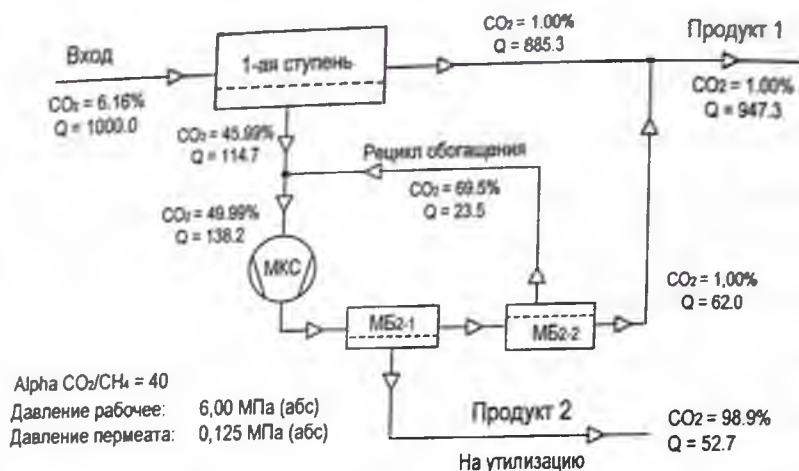 CO₂ = 1.00%
Q = 885.3
Продукт 1
Вход
1-ая ступень
CO₂ = 6.16%
Q = 1000.0
CO₂ = 1.00%
Q = 947.3
CO₂ = 45.99%
Q = 114.7
Рецикл обогащения
CO₂ = 69.5%
Q = 23.5
CO₂ = 49.99%
Q = 138.2
МКС
CO₂ = 1,00%
Q = 62.0
МБ2-1
МБ2-2
Alpha CO₂/CH₄ = 40
Давление рабочее: 6,00 МПа (абс)
Давление пермеата: 0,125 МПа (абс)
Продукт 2
CO₂ = 98.9%
Q = 52.7
На утилизацию